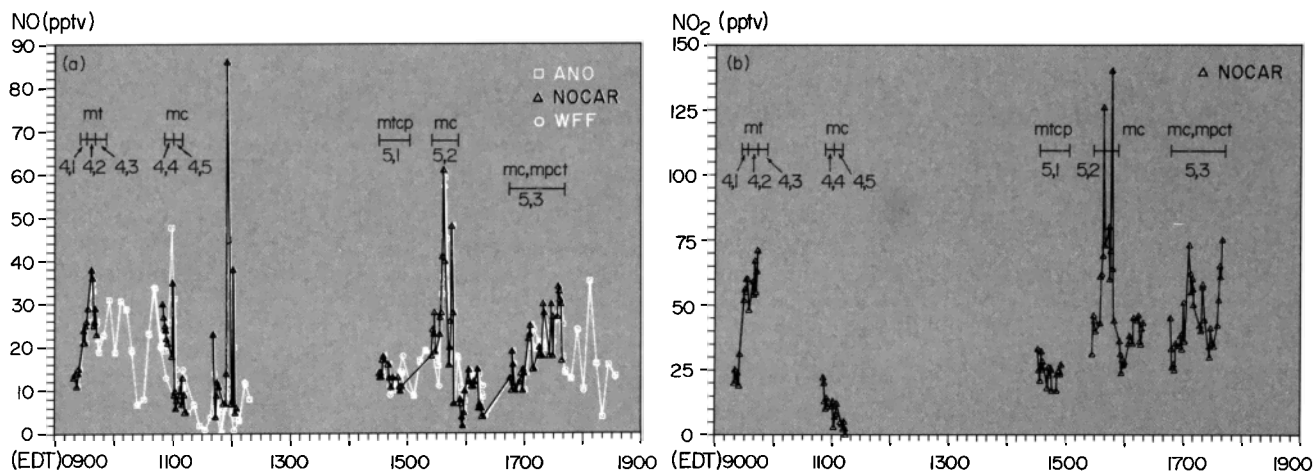 NO (pptv)
90
80
70
60
50
40
30
20
10
0
(a)
□ ANO
▲ NOCAR
○ WFF
mt
4,1 4,2 4,3
mc
4,4 4,5
mtcp
5,1
mc
5,2
mc,mpct
5,3
(EDT) 0900 1100 1300 1500 1700 1900
NO2 (pptv)
150
125
100
75
50
25
0
(b)
△ NOCAR
mt
4,1 4,2 4,3
mc
4,4 4,5
mtcp
5,1
5,2
mc
mc,mpct
5,3
(EDT) 9000 1100 1300 1500 1700 1900